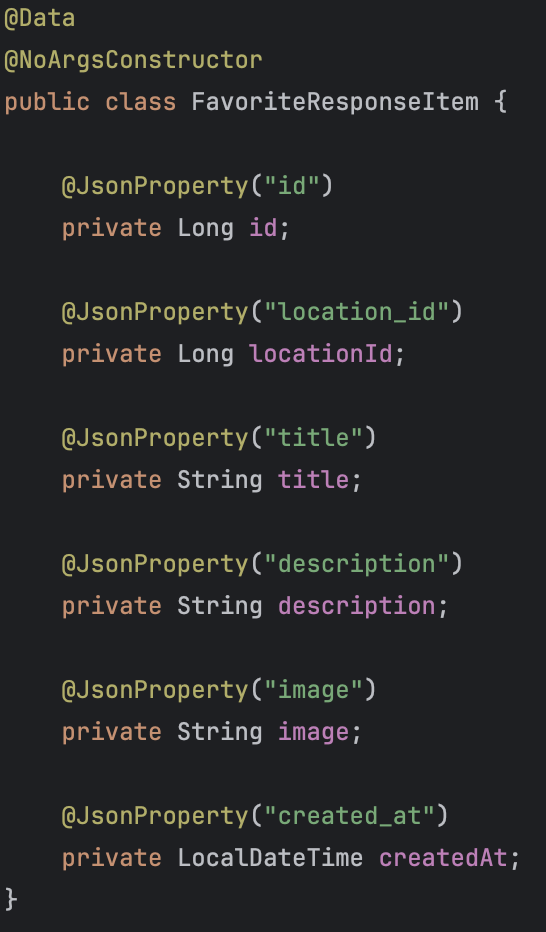 @Data
@NoArgsConstructor
public class FavoriteResponseItem {
@JsonProperty("id")
private Long id;
@JsonProperty("location_id")
private Long locationId;
@JsonProperty("title")
private String title;
@JsonProperty("description")
private String description;
@JsonProperty("image")
private String image;
@JsonProperty("created_at")
private LocalDateTime createdAt;
}